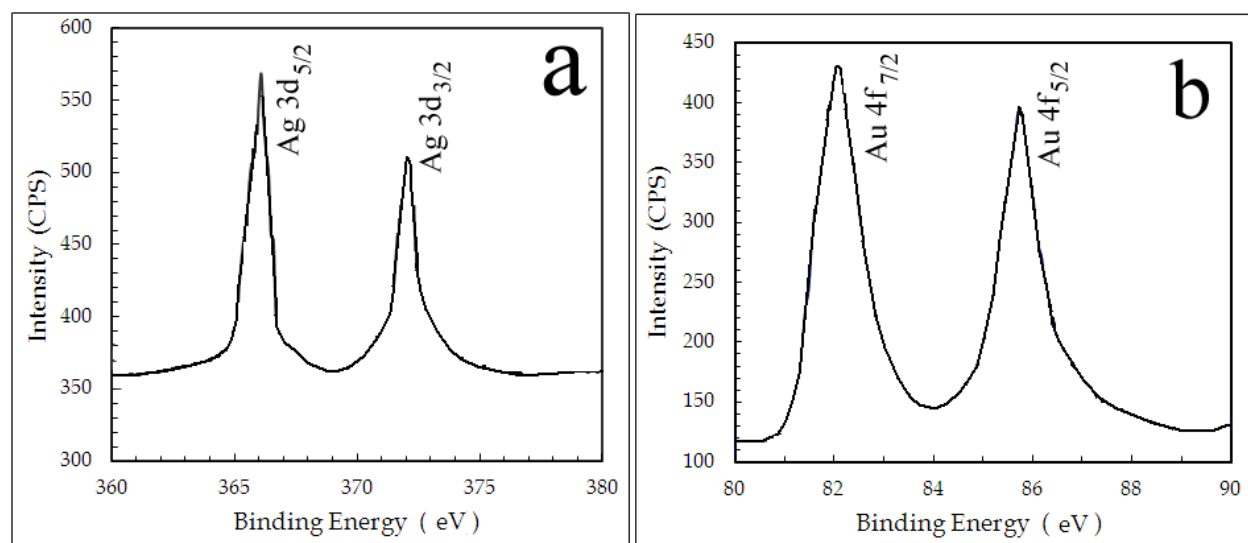 a
Ag 3d5/2
Ag 3d3/2
600
550
500
450
400
350
300
Intensity (CPS)
360
365
370
375
380
Binding Energy ( eV)
b
Au 4f7/2
Au 4f5/2
450
400
350
300
250
200
150
100
Intensity (CPS)
80
82
84
86
88
90
Binding Energy ( eV)